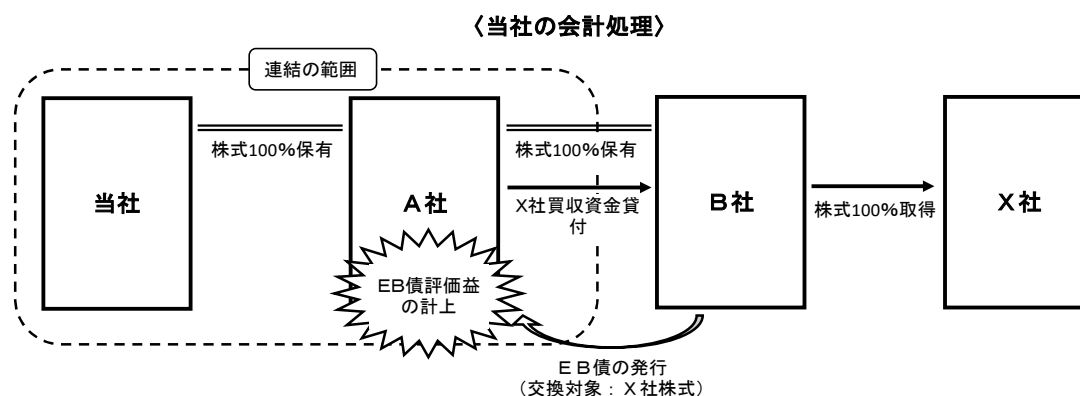 〈当社の会計処理〉
連結の範囲
株式100%保有
株式100%保有
当社
A社
X社買収資金貸
付
B社
株式100%取得
X社
EB債評価益
の計上
EB債の発行
(交換対象：X社株式)